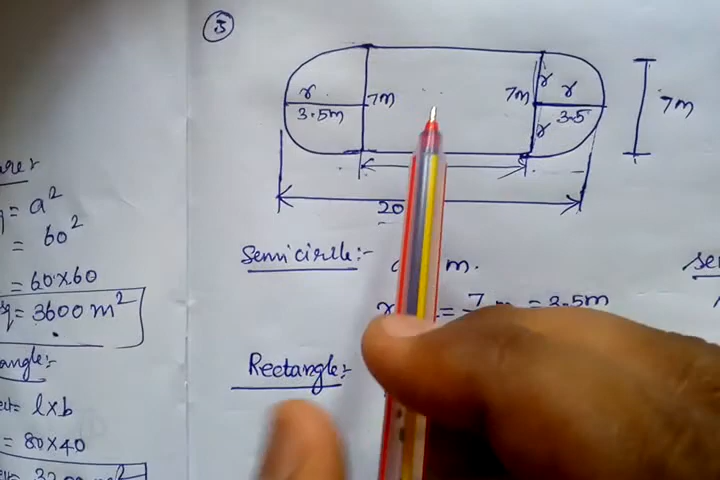 3
r
7m
7m
r
r
7m
3.5m
r
3.5
20
= a²
= 60²
= 60×60
= 3600 m²
l×b
= 80×40
Semicircle:-
m.
= 7 m = 3.5m
Rectangle:-